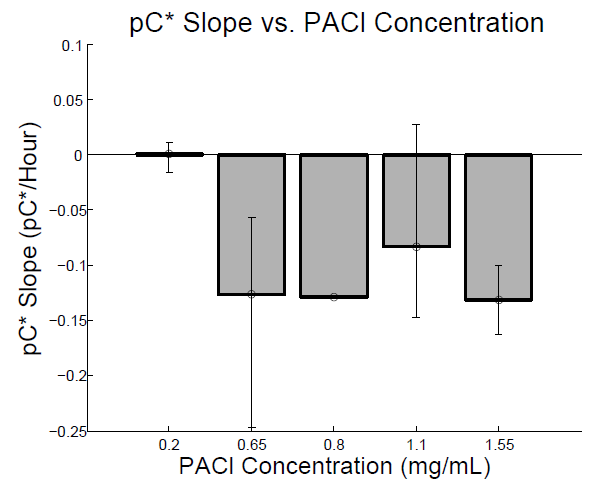 pC* Slope vs. PACl Concentration
0.1
0.05
0
−0.05
−0.1
−0.15
−0.2
−0.25
pC* Slope (pC*/Hour)
0.2 0.65 0.8 1.1 1.55
PACl Concentration (mg/mL)